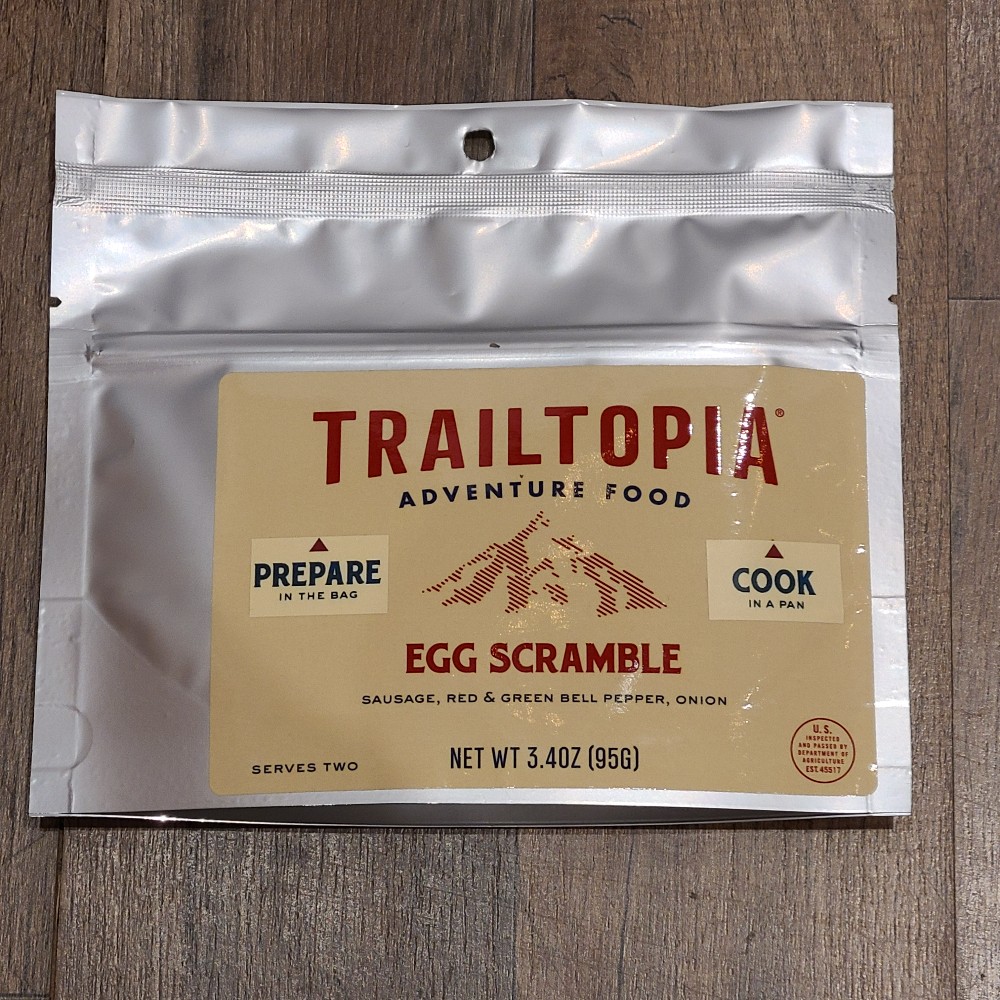 TRAILTOPIA®
ADVENTURE FOOD
PREPARE
IN THE BAG
COOK
IN A PAN
EGG SCRAMBLE
SAUSAGE, RED & GREEN BELL PEPPER, ONION
SERVES TWO
NET WT 3.4OZ (95G)
U.S.
INSPECTED
AND PASSED BY
DEPARTMENT OF
AGRICULTURE
EST.45517